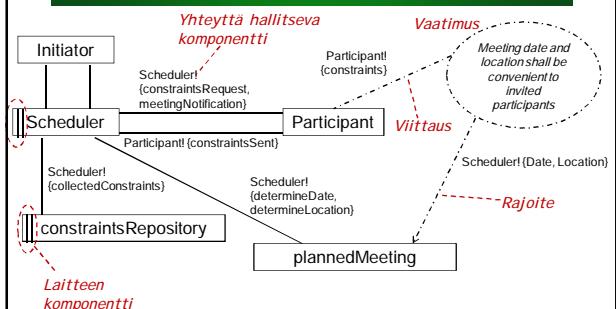 Yhteyttä hallitseva
komponentti
Vaatimus
Initiator
Participant!
{constraints}
Meeting date and
location shall be
convenient to
invited
participants
Scheduler!
{constraintsRequest,
meetingNotification}
Scheduler
Participant
Viittaus
Participant! {constraintsSent}
Scheduler! {Date, Location}
Scheduler!
{collectedConstraints}
Scheduler!
{determineDate,
determineLocation}
Rajoite
constraintsRepository
plannedMeeting
Laitteen
komponentti